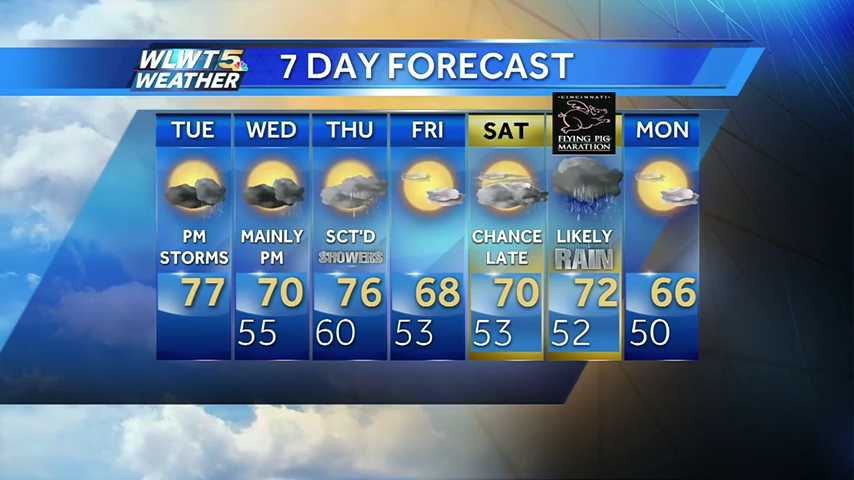 WLWT 5
WEATHER
7 DAY FORECAST
CINCINNATI
FLYING PIG
MARATHON
TUE WED THU FRI SAT MON
PM
STORMS
MAINLY
PM
SCT'D
SHOWERS
CHANCE
LATE
LIKELY
RAIN
77 70 76 68 70 72 66
55 60 53 53 52 50